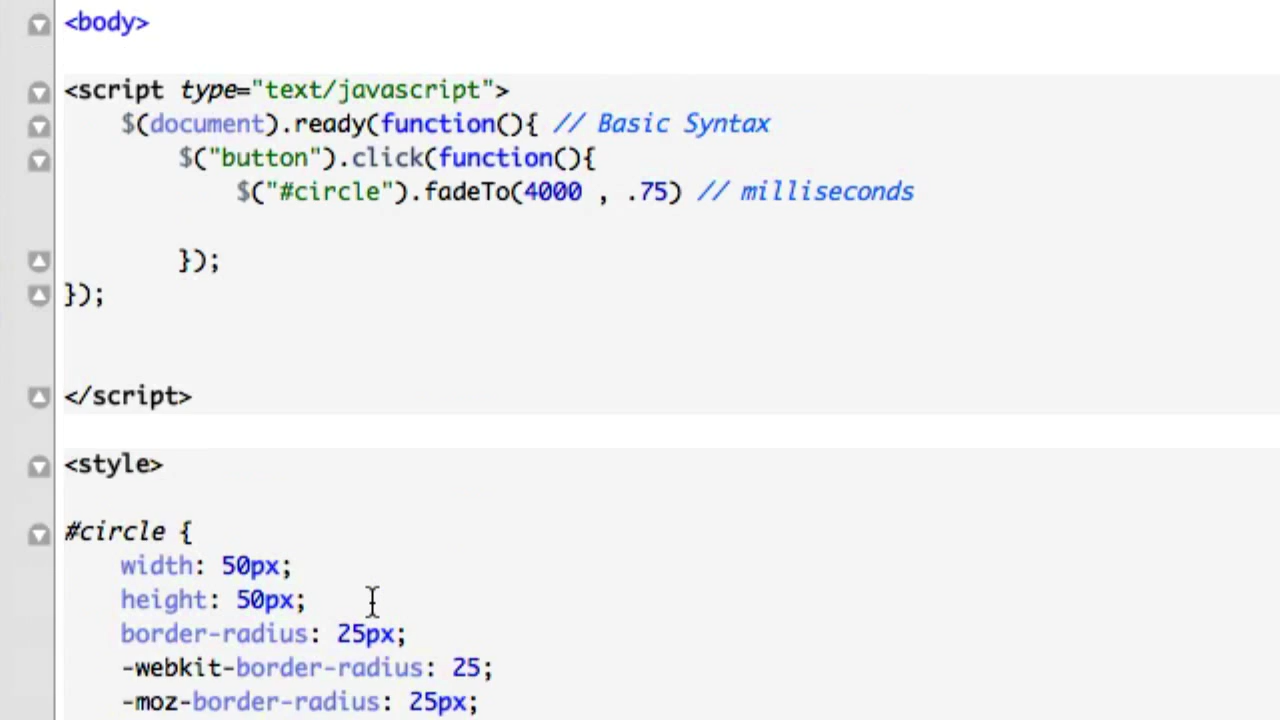 <body>
<script type="text/javascript">
$(document).ready(function(){ // Basic Syntax
$("button").click(function(){
$("#circle").fadeTo(4000 , .75) // milliseconds
});
});
</script>
<style>
#circle {
width: 50px;
height: 50px;
border-radius: 25px;
-webkit-border-radius: 25;
-moz-border-radius: 25px;